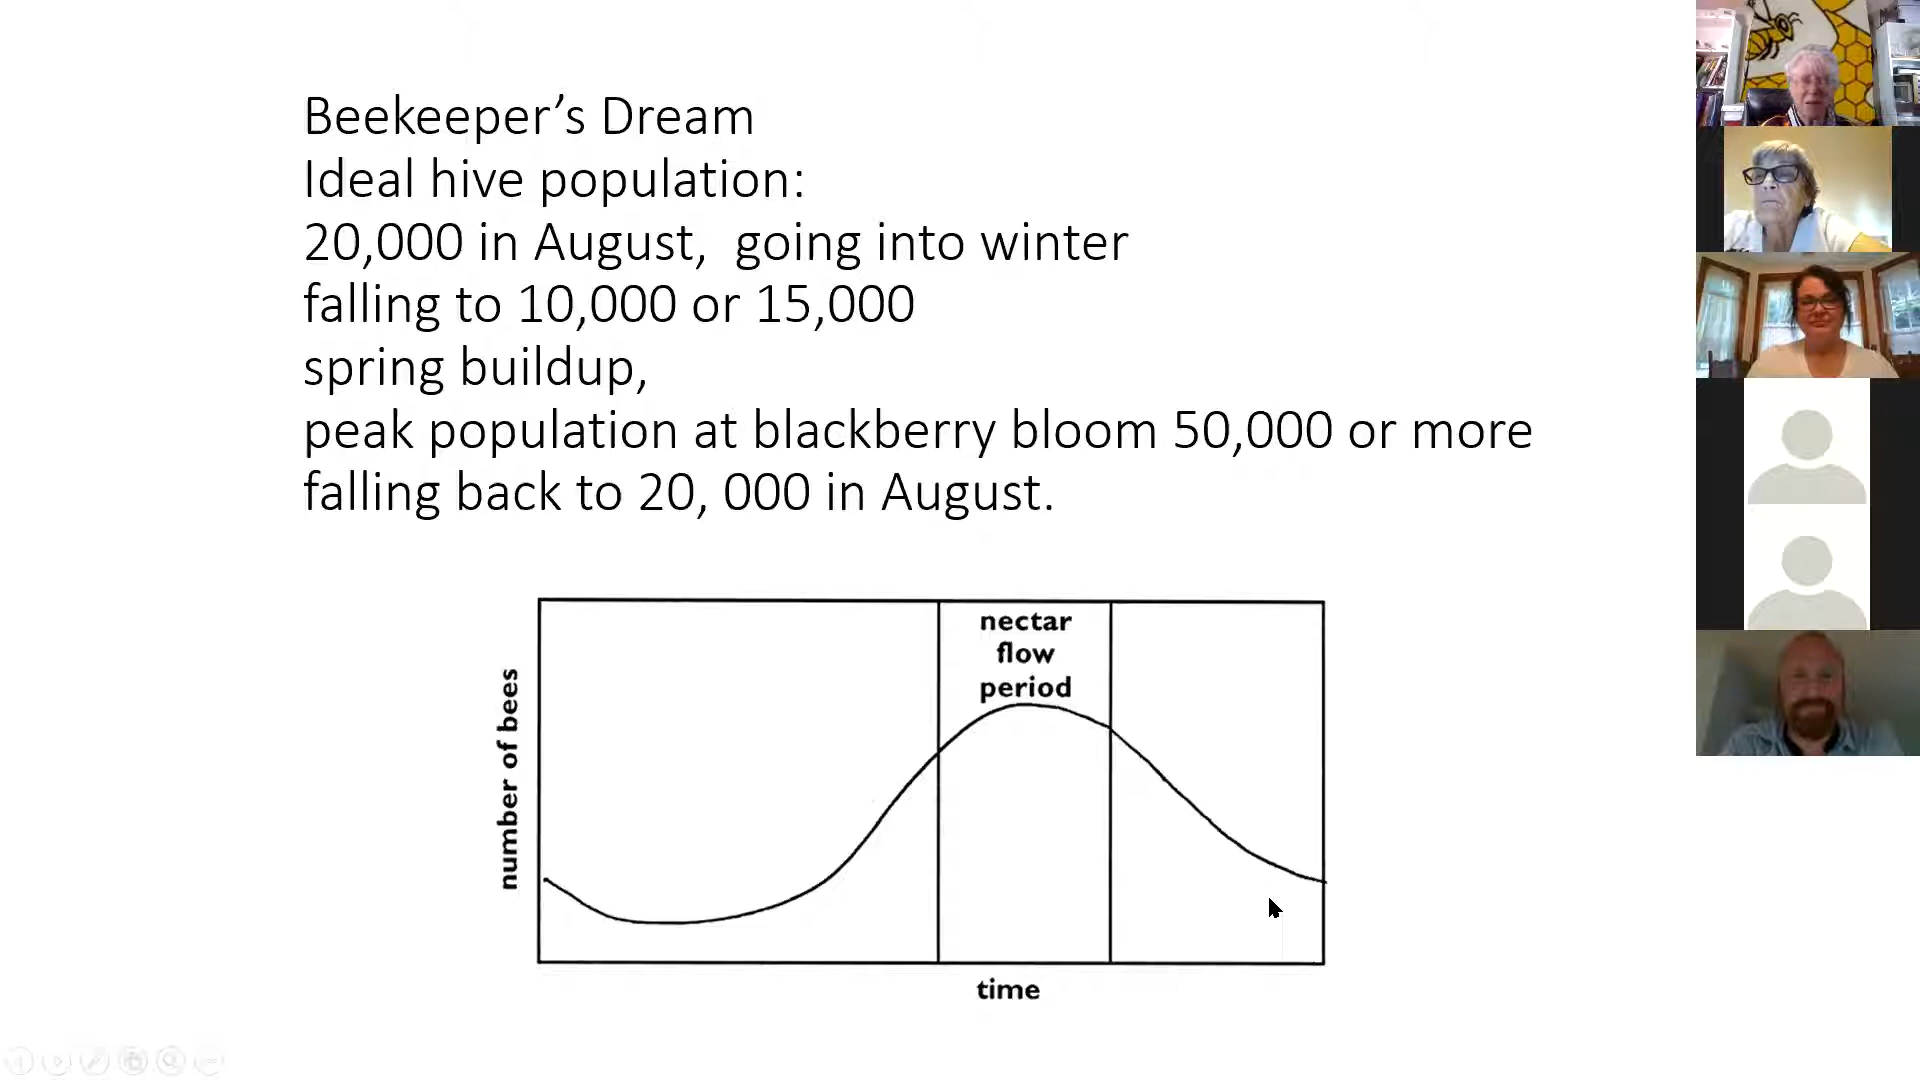 Beekeeper’s Dream
Ideal hive population:
20,000 in August,  going into winter
falling to 10,000 or 15,000
spring buildup,
peak population at blackberry bloom 50,000 or more
falling back to 20, 000 in August.
nectar
flow
period
number of bees
time